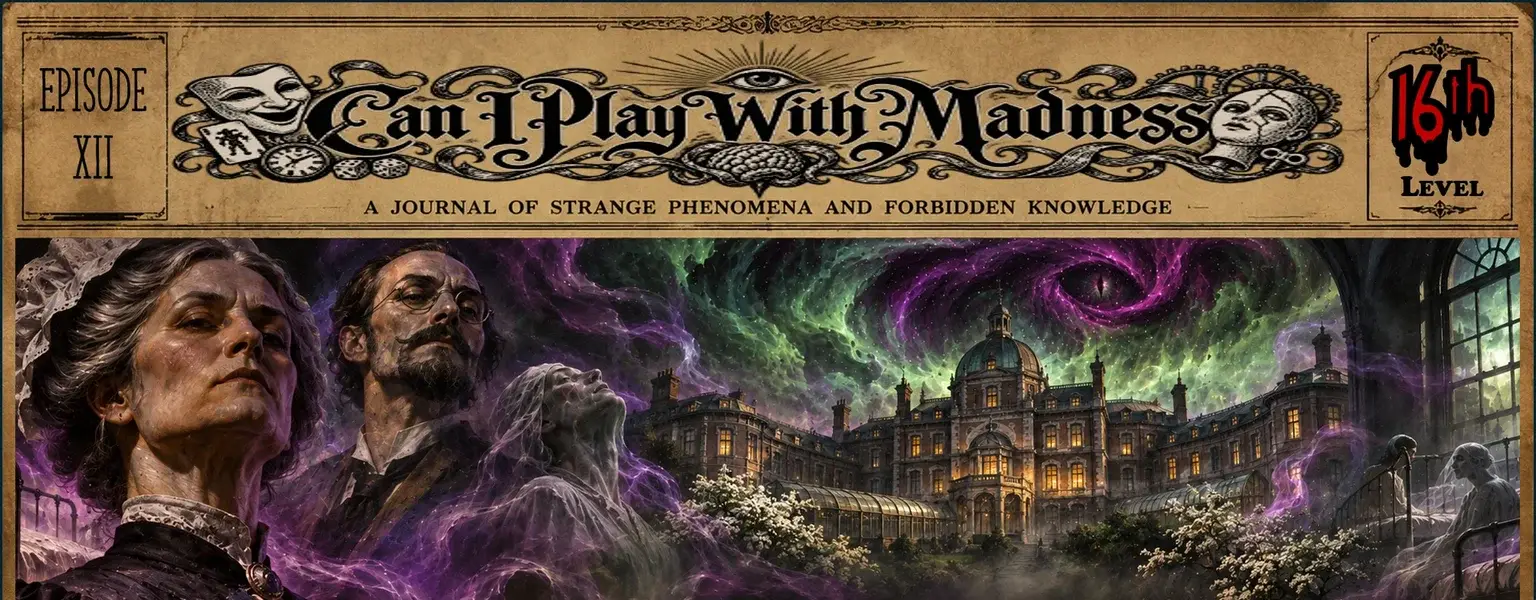 EPISODE
XII
Can I Play With Madness
A JOURNAL OF STRANGE PHENOMENA AND FORBIDDEN KNOWLEDGE
16th
LEVEL